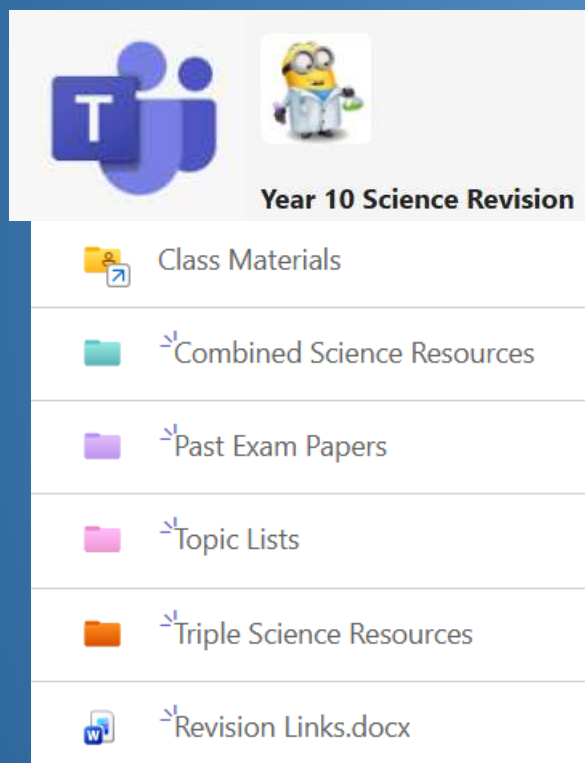 T
Year 10 Science Revision
Class Materials
Combined Science Resources
Past Exam Papers
Topic Lists
Triple Science Resources
W
Revision Links.docx